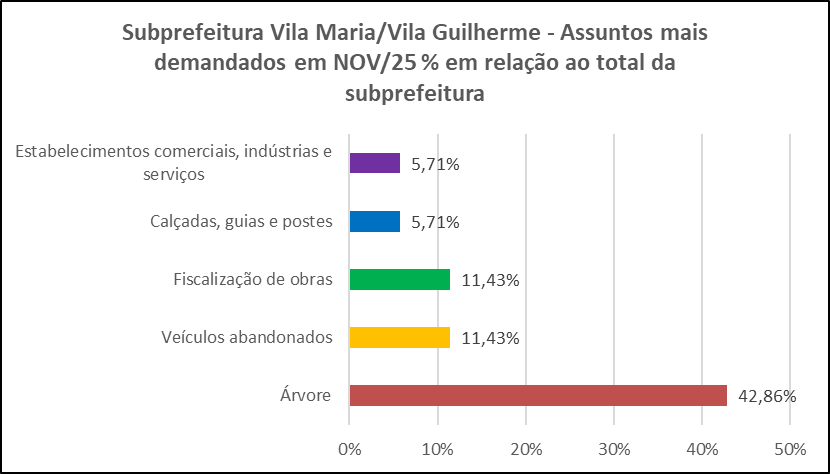 Subprefeitura Vila Maria/Vila Guilherme - Assuntos mais
demandados em NOV/25 % em relação ao total da
subprefeitura
Estabelecimentos comerciais, indústrias e
serviços
5,71%
Calçadas, guias e postes
5,71%
Fiscalização de obras
11,43%
Veículos abandonados
11,43%
Árvore
42,86%
0% 10% 20% 30% 40% 50%